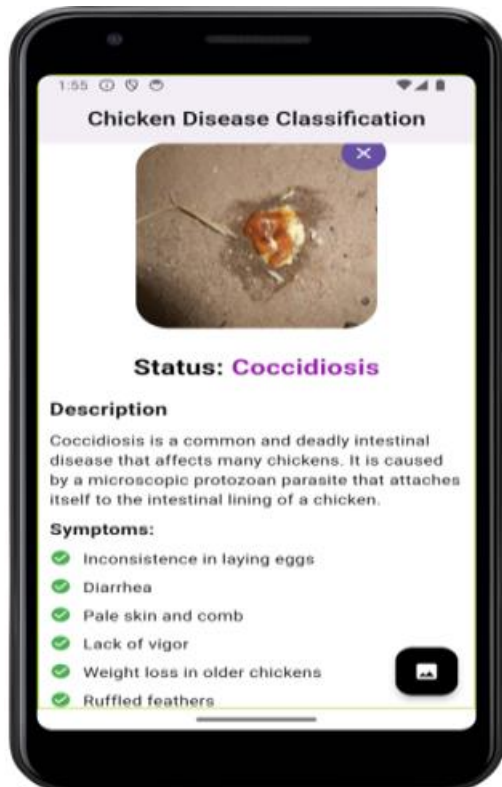 1:55
Chicken Disease Classification
Status: Coccidiosis
Description
Coccidiosis is a common and deadly intestinal
disease that affects many chickens. It is caused
by a microscopic protozoan parasite that attaches
itself to the intestinal lining of a chicken.
Symptoms:
Inconsistence in laying eggs
Diarrhea
Pale skin and comb
Lack of vigor
Weight loss in older chickens
Ruffled feathers